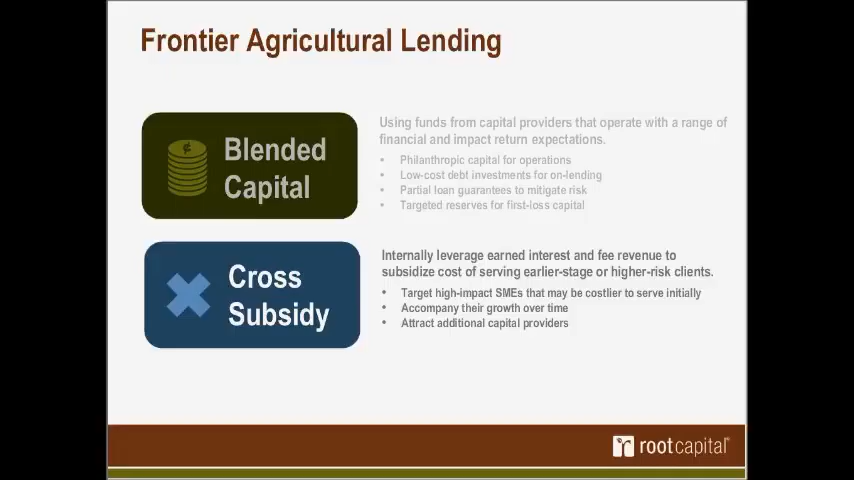 Frontier Agricultural Lending
Blended
Capital
Using funds from capital providers that operate with a range of
financial and impact return expectations.
• Philanthropic capital for operations
• Low-cost debt investments for on-lending
• Partial loan guarantees to mitigate risk
• Targeted reserves for first-loss capital
Cross
Subsidy
Internally leverage earned interest and fee revenue to
subsidize cost of serving earlier-stage or higher-risk clients.
• Target high-impact SMEs that may be costlier to serve initially
• Accompany their growth over time
• Attract additional capital providers
rootcapital®